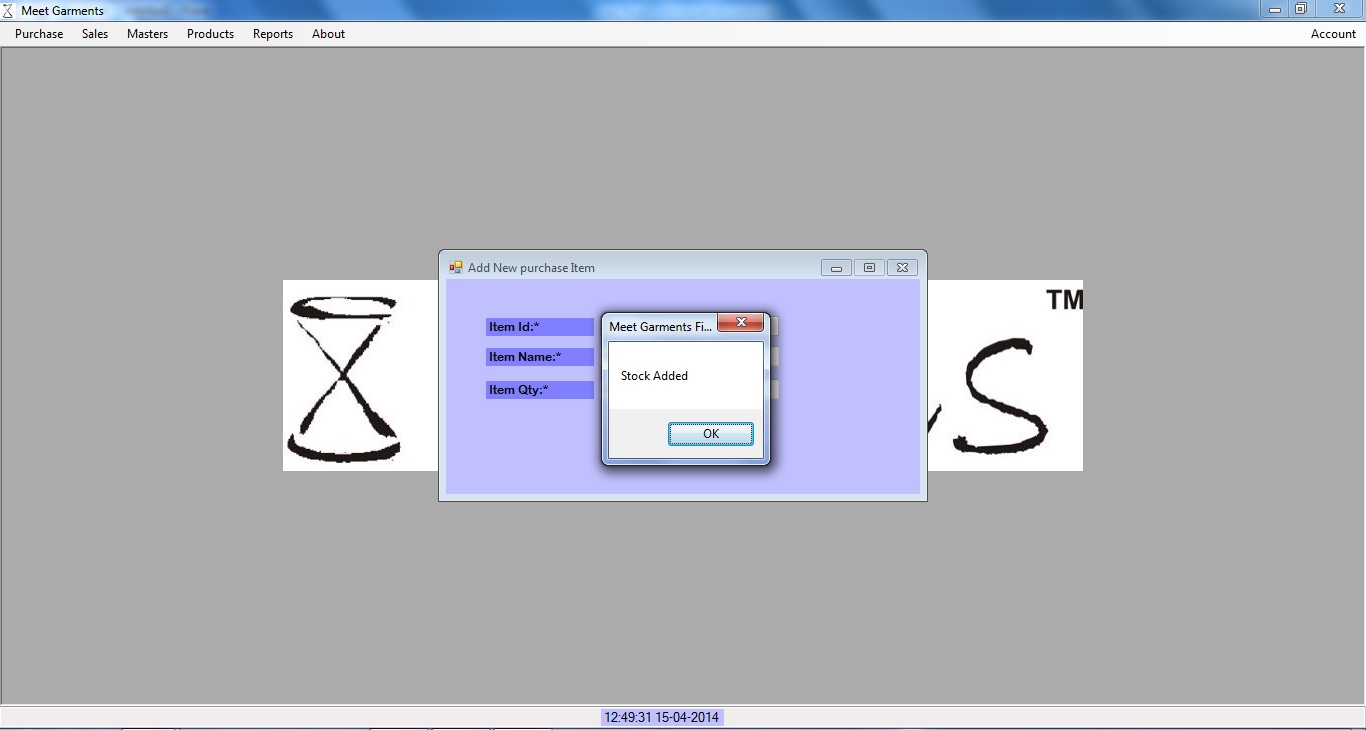 Meet Garments
Purchase Sales Masters Products Reports About Account
TM
Add New purchase Item
Item Id:*
Meet Garments Fi...
Item Name:*
Stock Added
Item Qty:*
OK
S
12:49:31 15-04-2014